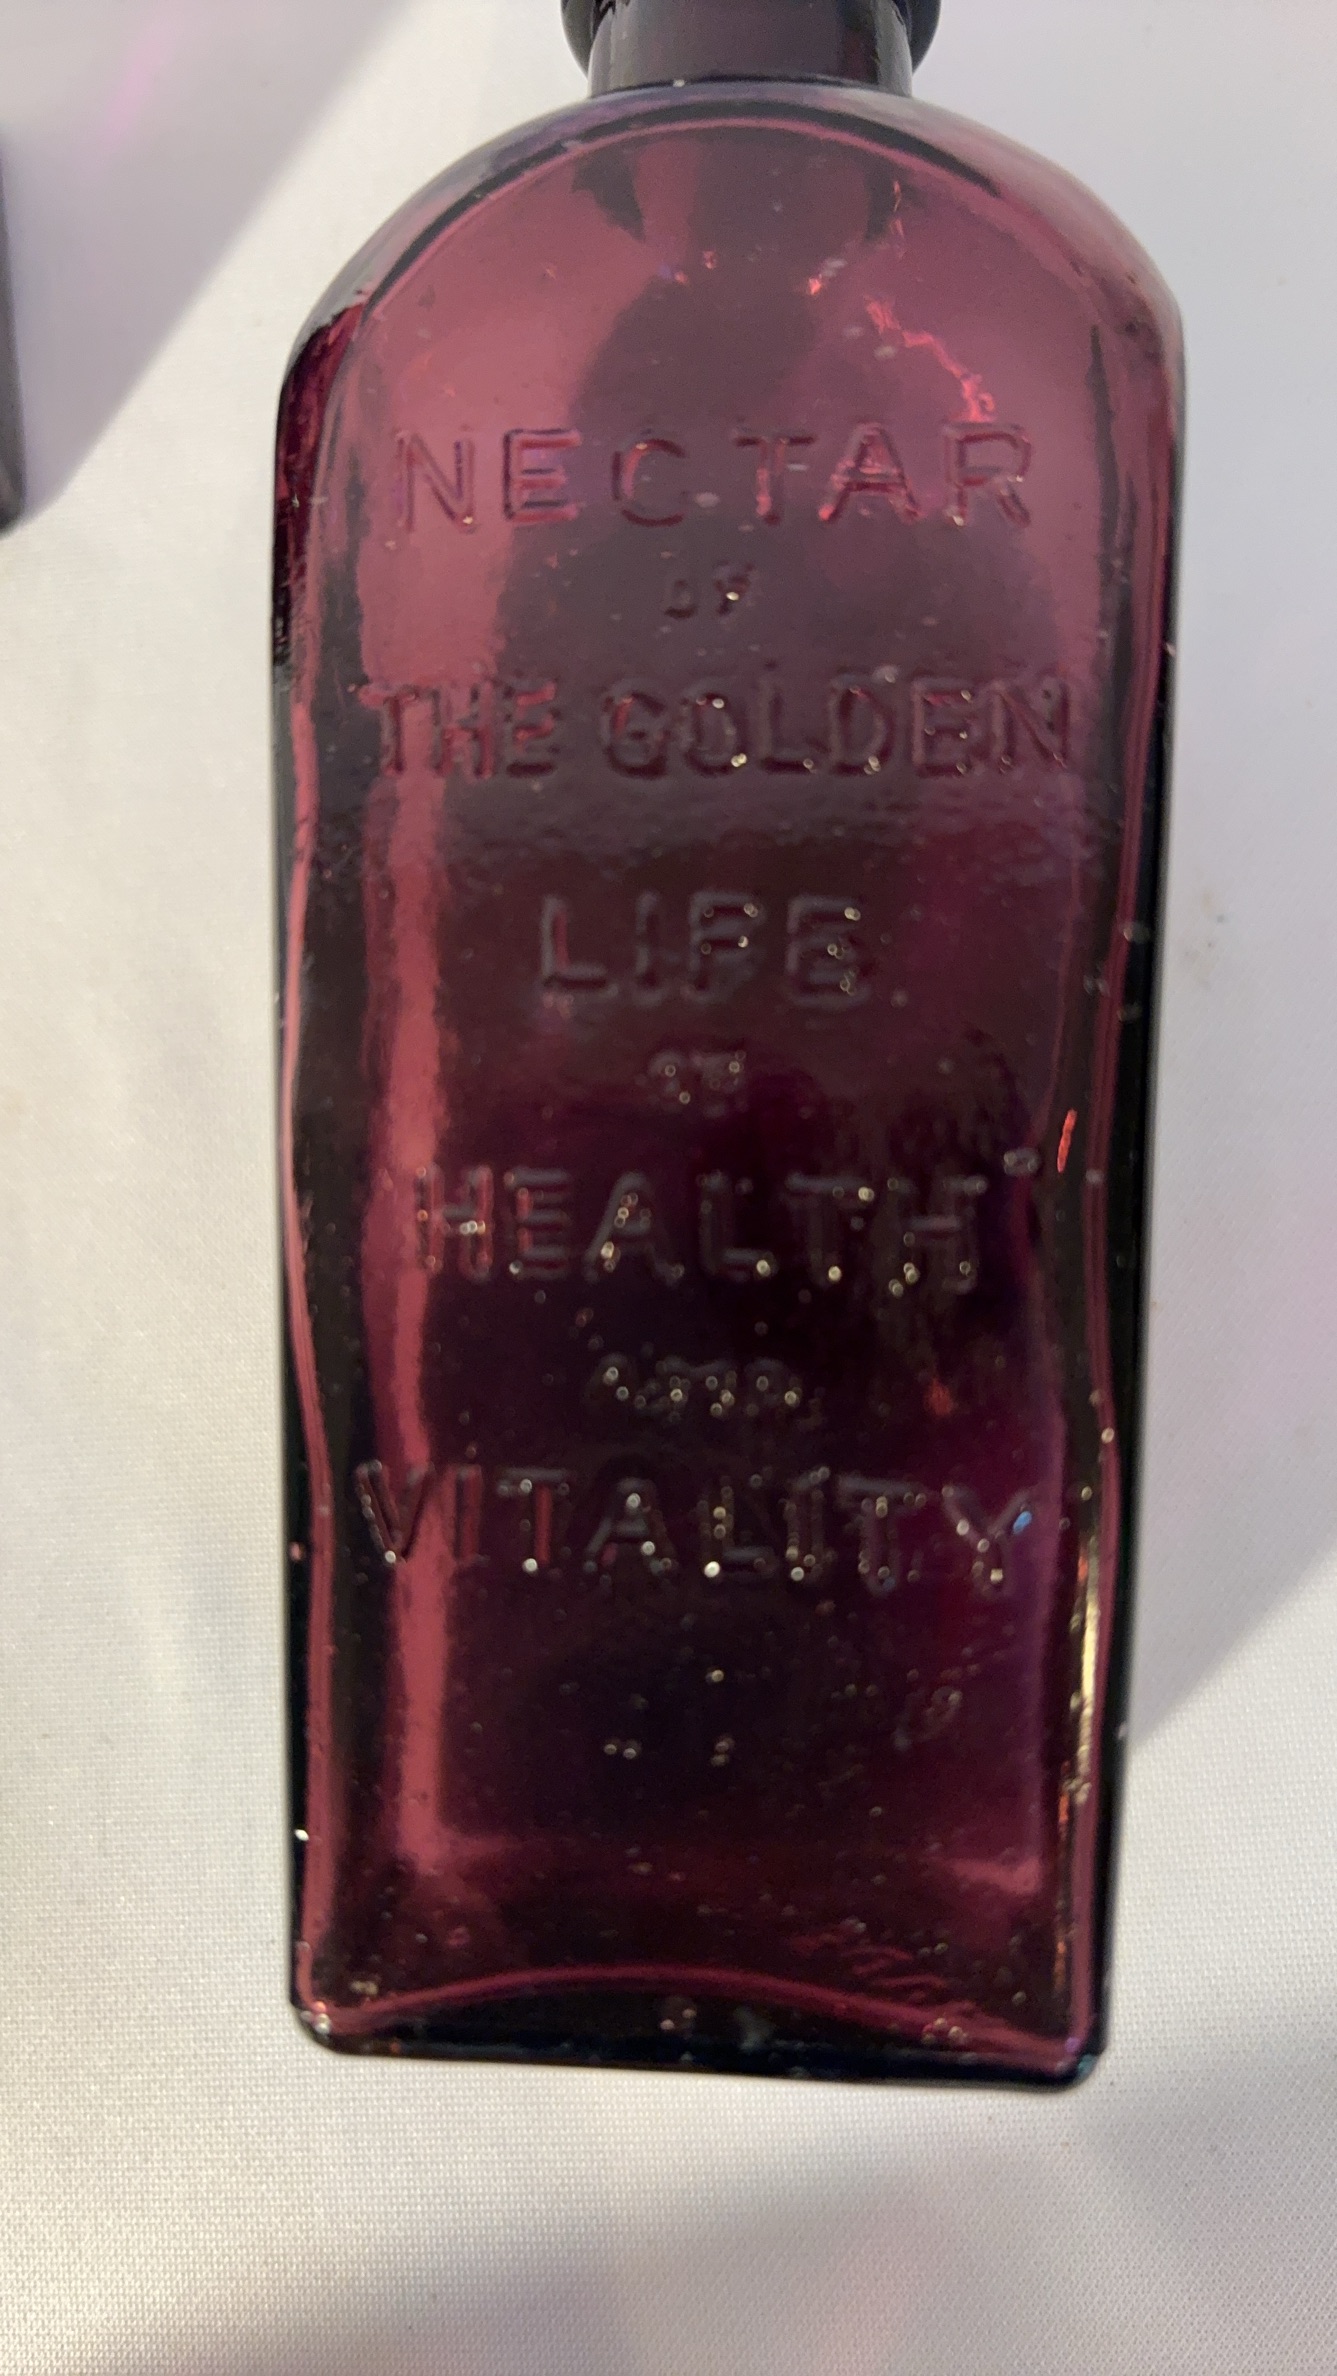 NECTAR
OF
THE GOLDEN
LIFE
OF
HEALTH
AND
VITALITY